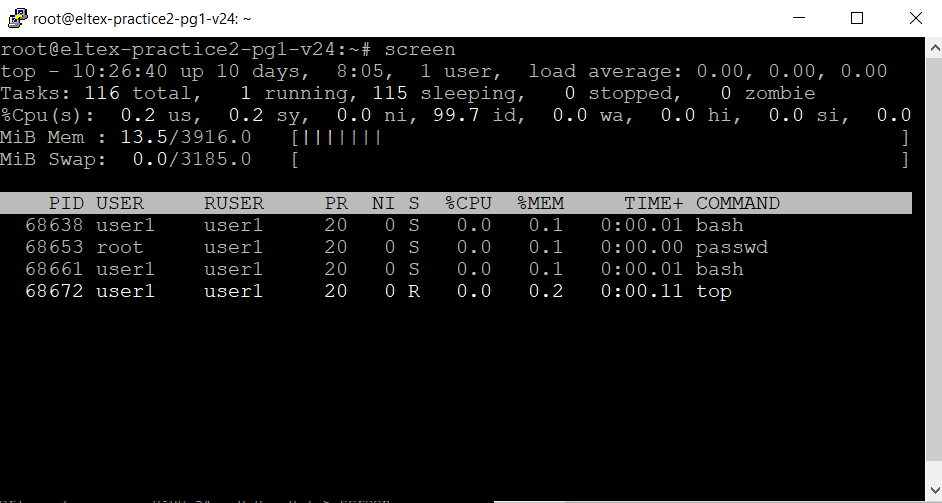 root@eltex-practice2-pg1-v24: ~
root@eltex-practice2-pg1-v24:~# screen
top - 10:26:40 up 10 days,  8:05,  1 user,  load average: 0.00, 0.00, 0.00
Tasks: 116 total,   1 running, 115 sleeping,   0 stopped,   0 zombie
%Cpu(s):  0.2 us,  0.2 sy,  0.0 ni, 99.7 id,  0.0 wa,  0.0 hi,  0.0 si,  0.0
MiB Mem : 13.5/3916.0   [|||||||                                           ]
MiB Swap:  0.0/3185.0   [                                                  ]
    PID USER     RUSER     PR  NI S  %CPU  %MEM     TIME+ COMMAND
  68638 user1    user1     20   0 S   0.0   0.1   0:00.01 bash
  68653 root     user1     20   0 S   0.0   0.1   0:00.00 passwd
  68661 user1    user1     20   0 S   0.0   0.1   0:00.01 bash
  68672 user1    user1     20   0 R   0.0   0.2   0:00.11 top